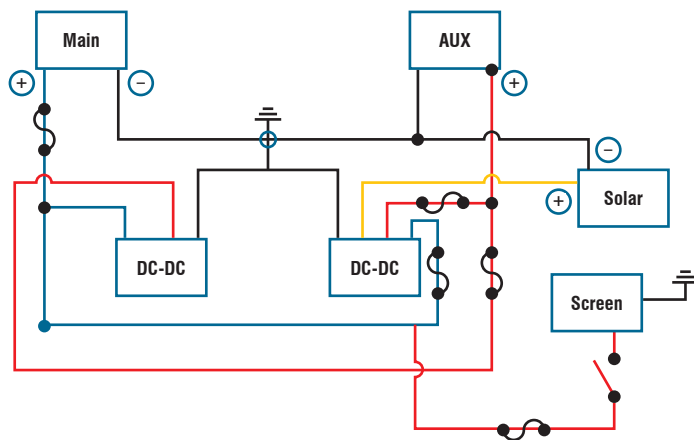 Main
AUX
+
−
+
−
+
Solar
DC-DC
DC-DC
Screen